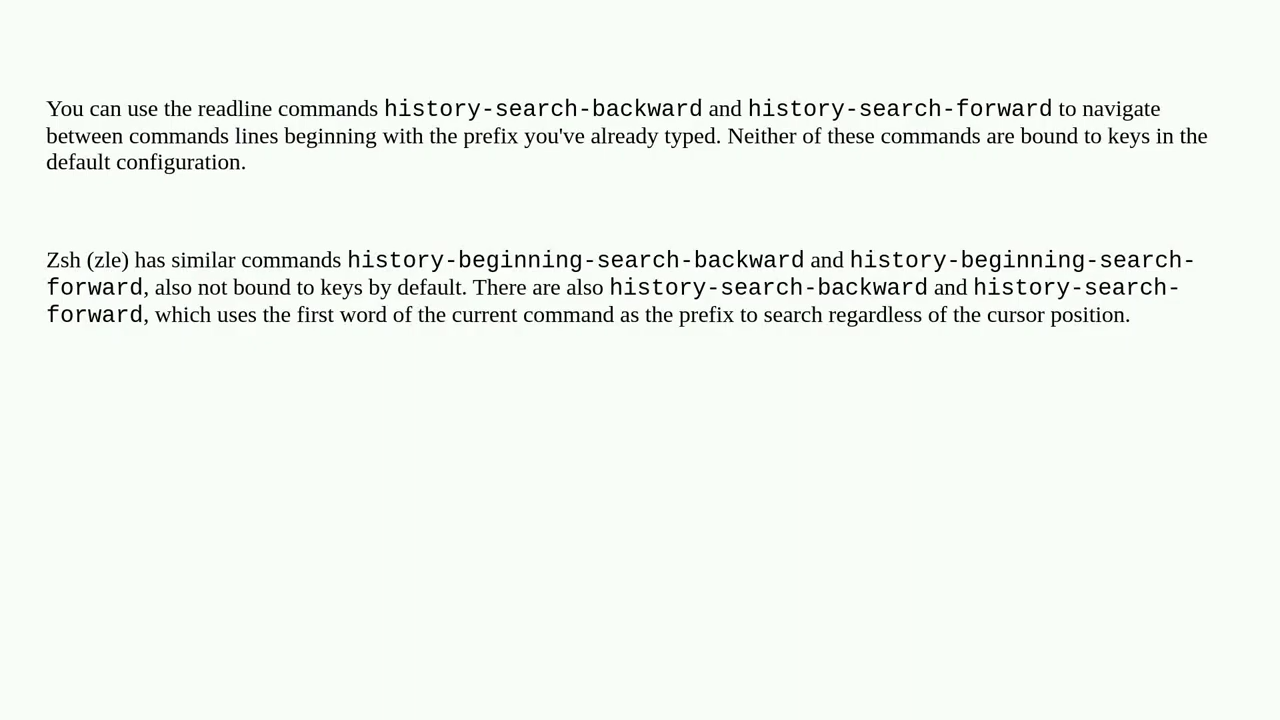 You can use the readline commands history-search-backward and history-search-forward to navigate
between commands lines beginning with the prefix you've already typed. Neither of these commands are bound to keys in the
default configuration.
Zsh (zle) has similar commands history-beginning-search-backward and history-beginning-search-
forward, also not bound to keys by default. There are also history-search-backward and history-search-
forward, which uses the first word of the current command as the prefix to search regardless of the cursor position.